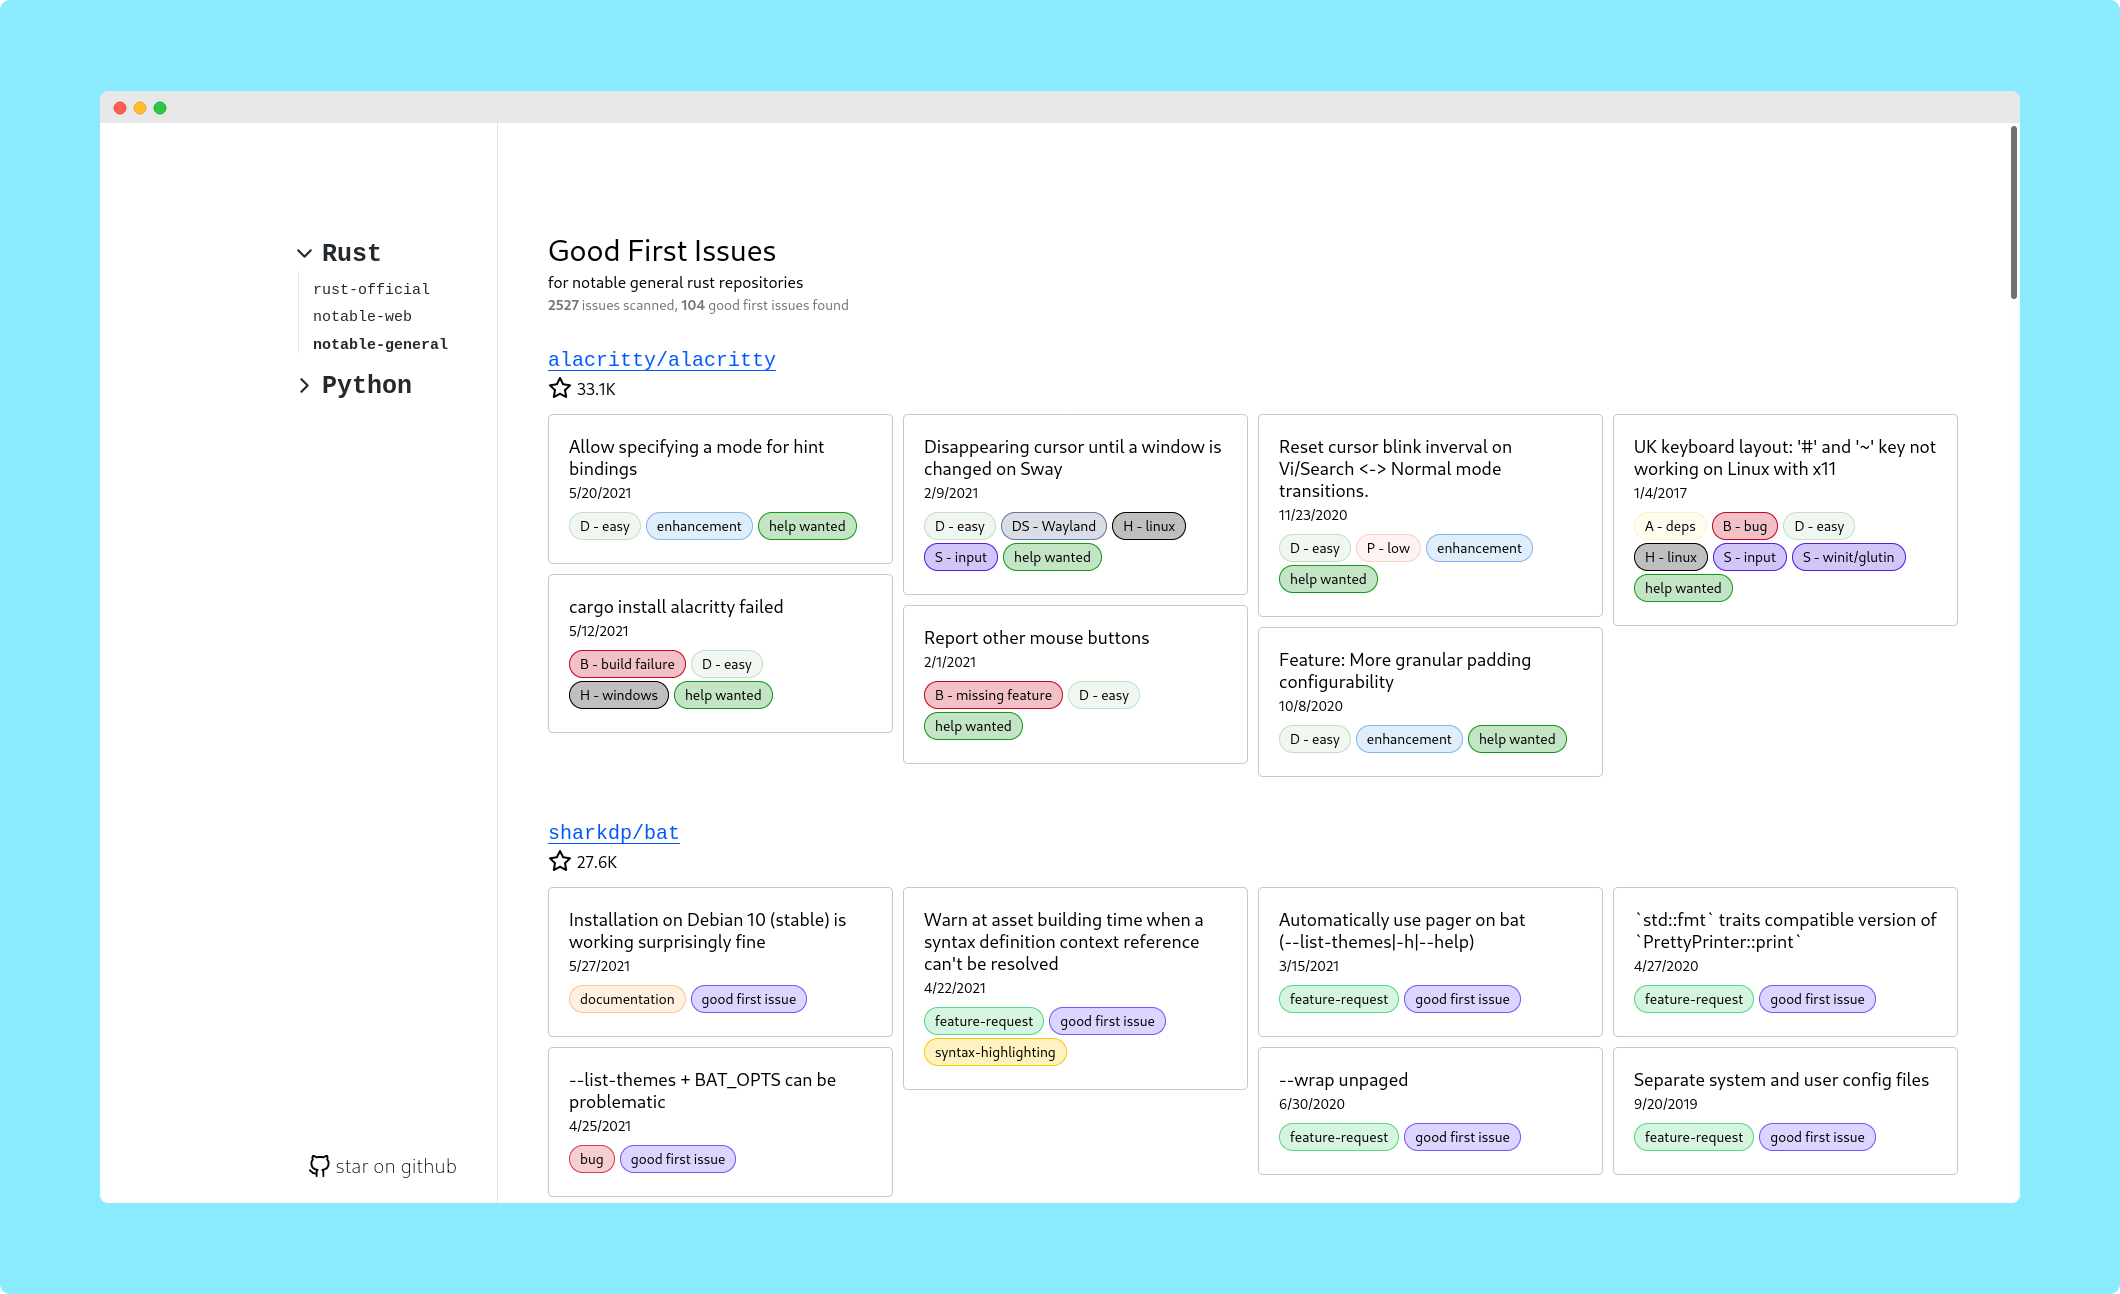 Rust
rust-official
notable-web
notable-general
Python
star on github
Good First Issues
for notable general rust repositories
2527 issues scanned, 104 good first issues found
alacritty/alacritty
33.1K
Allow specifying a mode for hint
bindings
5/20/2021
D - easy enhancement help wanted
cargo install alacritty failed
5/12/2021
B - build failure D - easy
H - windows help wanted
Disappearing cursor until a window is
changed on Sway
2/9/2021
D - easy DS - Wayland H - linux
S - input help wanted
Report other mouse buttons
2/1/2021
B - missing feature D - easy
help wanted
Reset cursor blink inverval on
Vi/Search <-> Normal mode
transitions.
11/23/2020
D - easy P - low enhancement
help wanted
Feature: More granular padding
configurability
10/8/2020
D - easy enhancement help wanted
UK keyboard layout: '#' and '~' key not
working on Linux with x11
1/4/2017
A - deps B - bug D - easy
H - linux S - input S - winit/glutin
help wanted
sharkdp/bat
27.6K
Installation on Debian 10 (stable) is
working surprisingly fine
5/27/2021
documentation good first issue
--list-themes + BAT_OPTS can be
problematic
4/25/2021
bug good first issue
Warn at asset building time when a
syntax definition context reference
can't be resolved
4/22/2021
feature-request good first issue
syntax-highlighting
Automatically use pager on bat
(--list-themes|-h|--help)
3/15/2021
feature-request good first issue
--wrap unpaged
6/30/2020
feature-request good first issue
`std::fmt` traits compatible version of
`PrettyPrinter::print`
4/27/2020
feature-request good first issue
Separate system and user config files
9/20/2019
feature-request good first issue